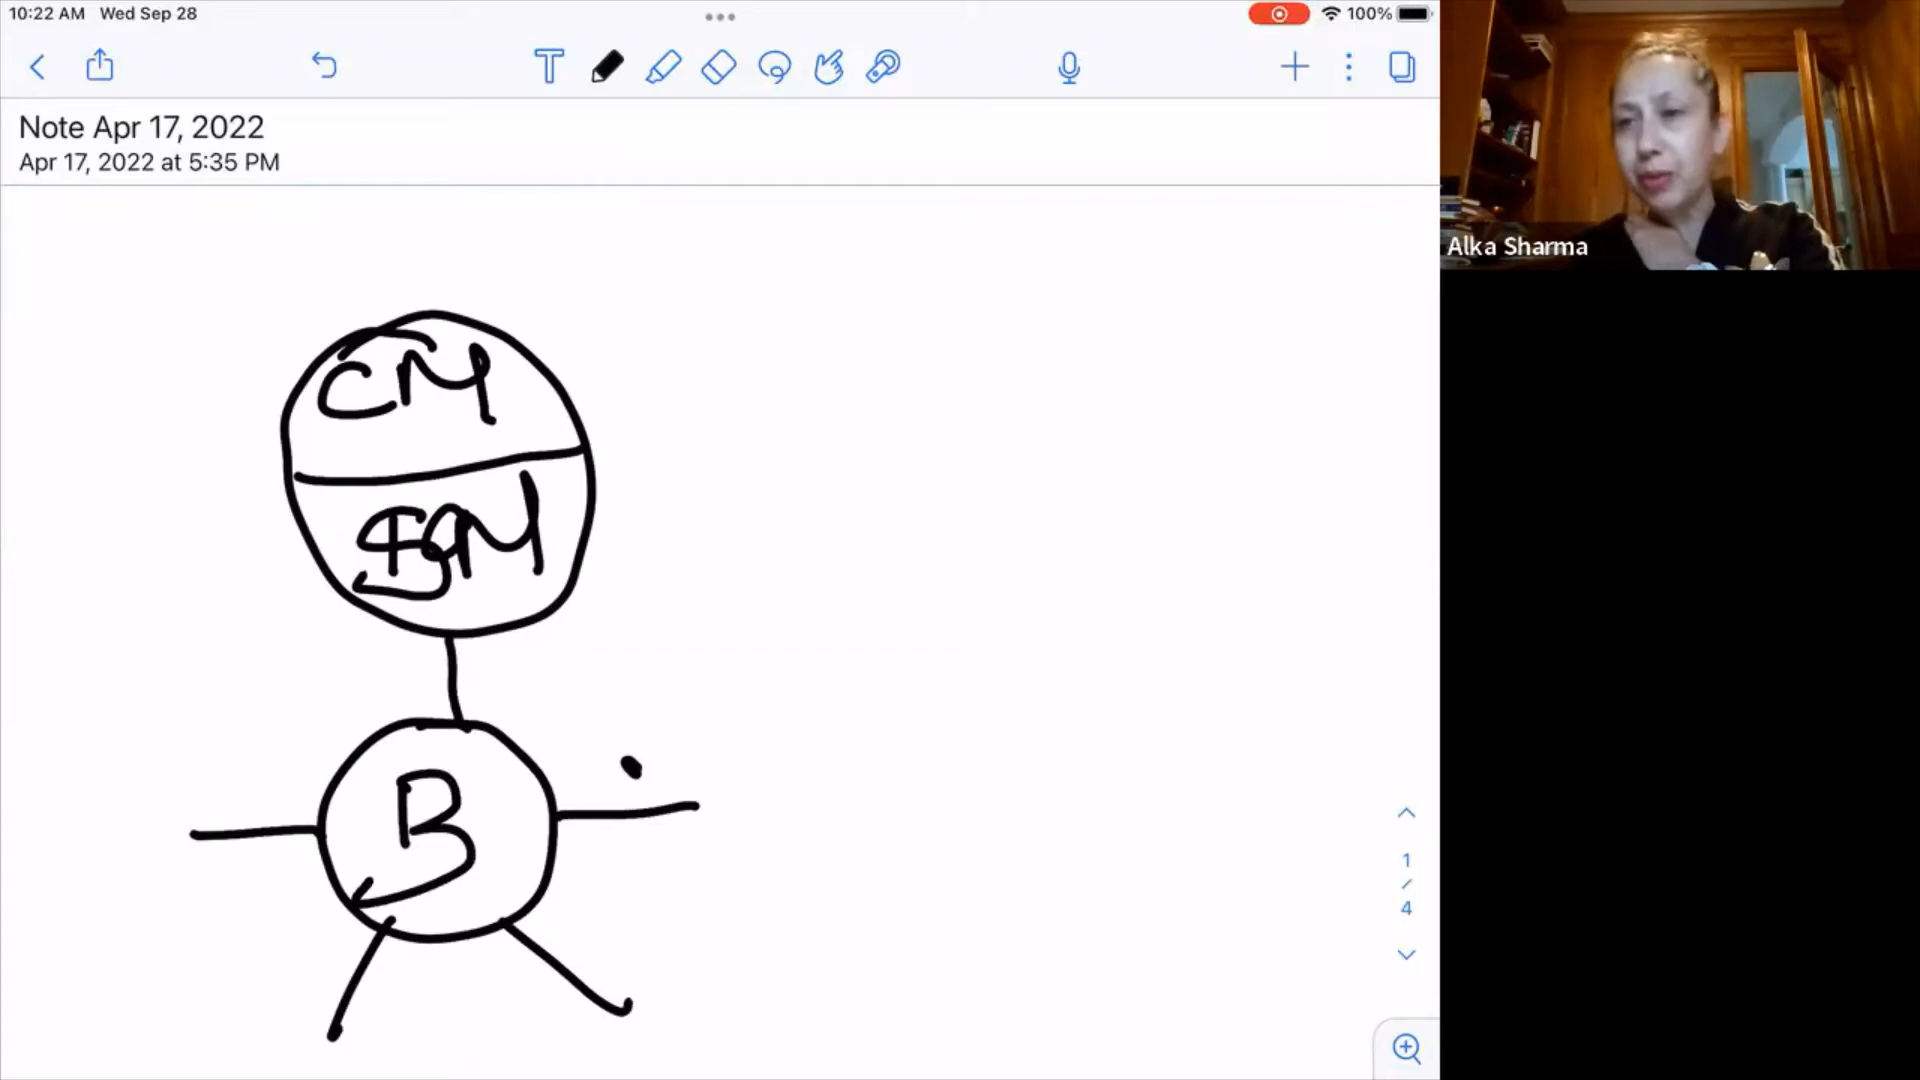 10:22 AM Wed Sep 28
100%
Note Apr 17, 2022
Apr 17, 2022 at 5:35 PM
Alka Sharma
CM
B
1
/
4